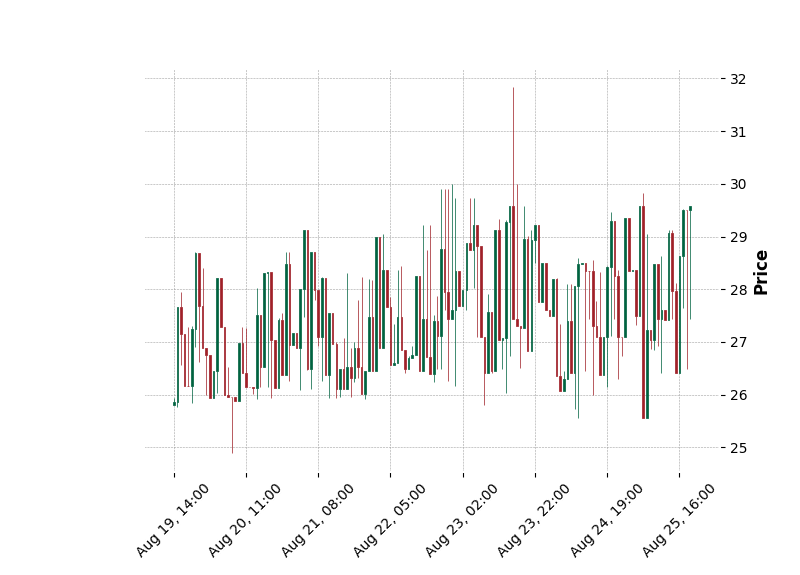 32
31
30
29
28
27
26
25
Price
Aug 19, 14:00
Aug 20, 11:00
Aug 21, 08:00
Aug 22, 05:00
Aug 23, 02:00
Aug 23, 22:00
Aug 24, 19:00
Aug 25, 16:00